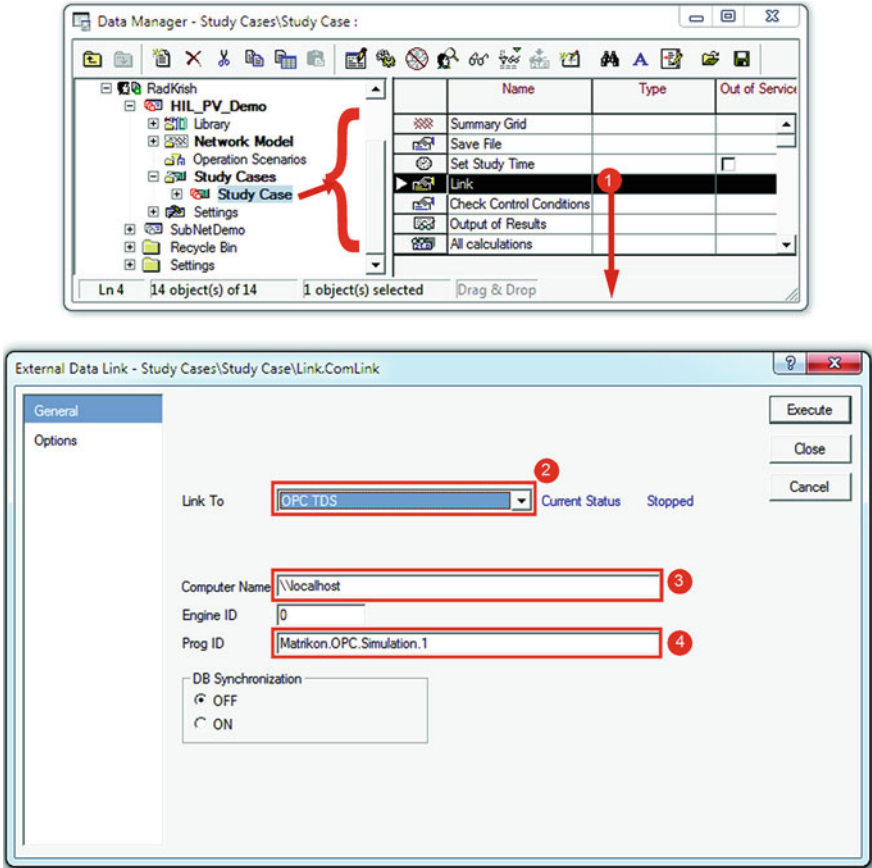 Data Manager - Study Cases\Study Case :
RadKrish
HIL_PV_Demo
Library
Network Model
Operation Scenarios
Study Cases
Study Case
Settings
SubNetDemo
Recycle Bin
Settings
Name Type Out of Service
Summary Grid
Save File
Set Study Time
Link 1
Check Control Conditions
Output of Results
All calculations
Ln 4 14 object(s) of 14 1 object(s) selected Drag & Drop
External Data Link - Study Cases\Study Case\Link.ComLink
General
Options
Execute
Close
Cancel
2
Link To OPC TDS Current Status Stopped
Computer Name \\localhost 3
Engine ID 0
Prog ID Matrikon.OPC.Simulation.1 4
DB Synchronization
OFF
ON